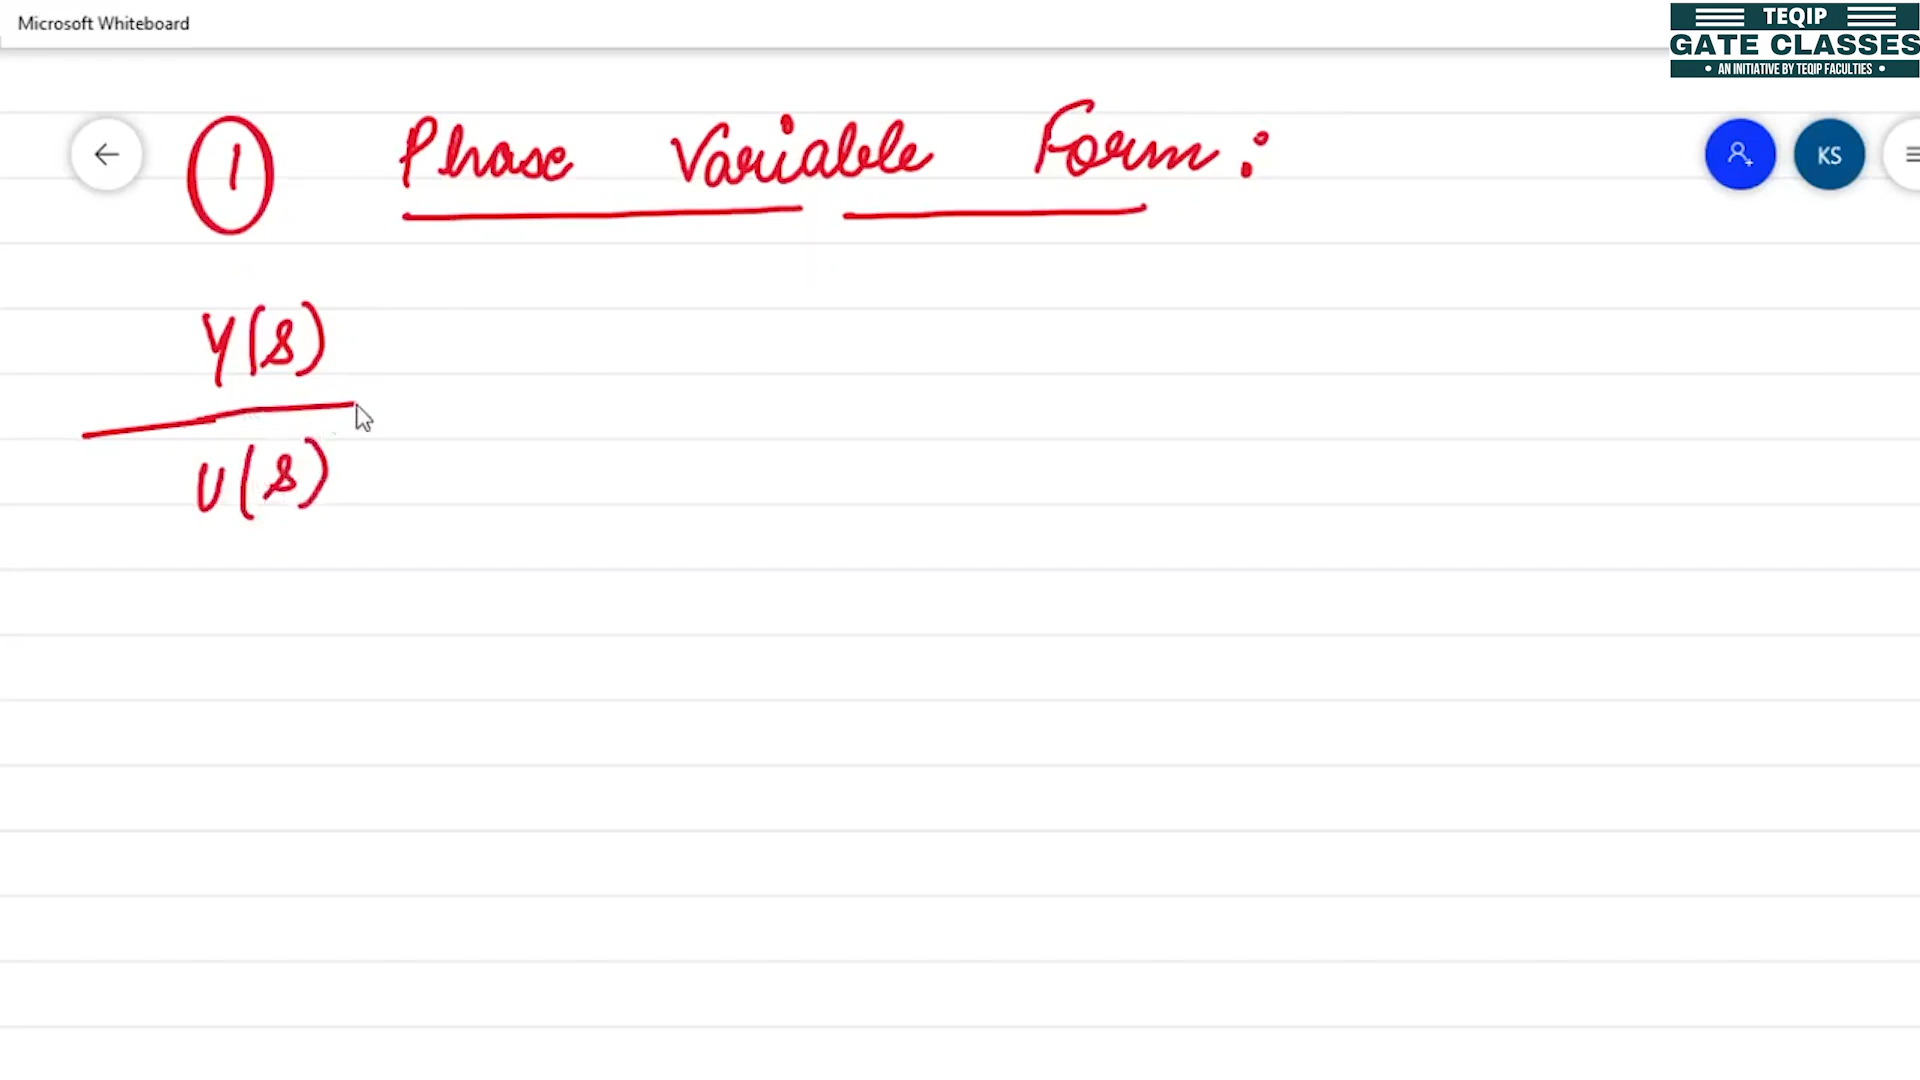 Microsoft Whiteboard
TEQIP
GATE CLASSES
• AN INITIATIVE BY TEQIP FACULTIES •
① Phase Variable Form:
KS
Y(s)
U(s)